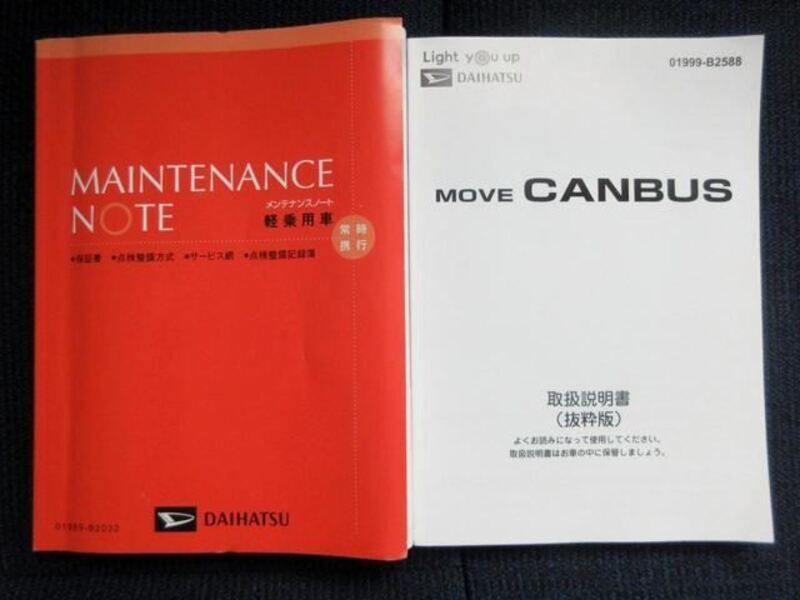 MAINTENANCE
NOTE
メンテナンスノート
軽乗用車
常時
携行
●保証書 ●点検整備方式 ●サービス網 ●点検整備記録簿
01989-B2032
DAIHATSU
Light you up
DAIHATSU
01999-B2588
MOVE CANBUS
取扱説明書
（抜粋版）
よくお読みになって使用してください。
取扱説明書はお車の中に保管しましょう。